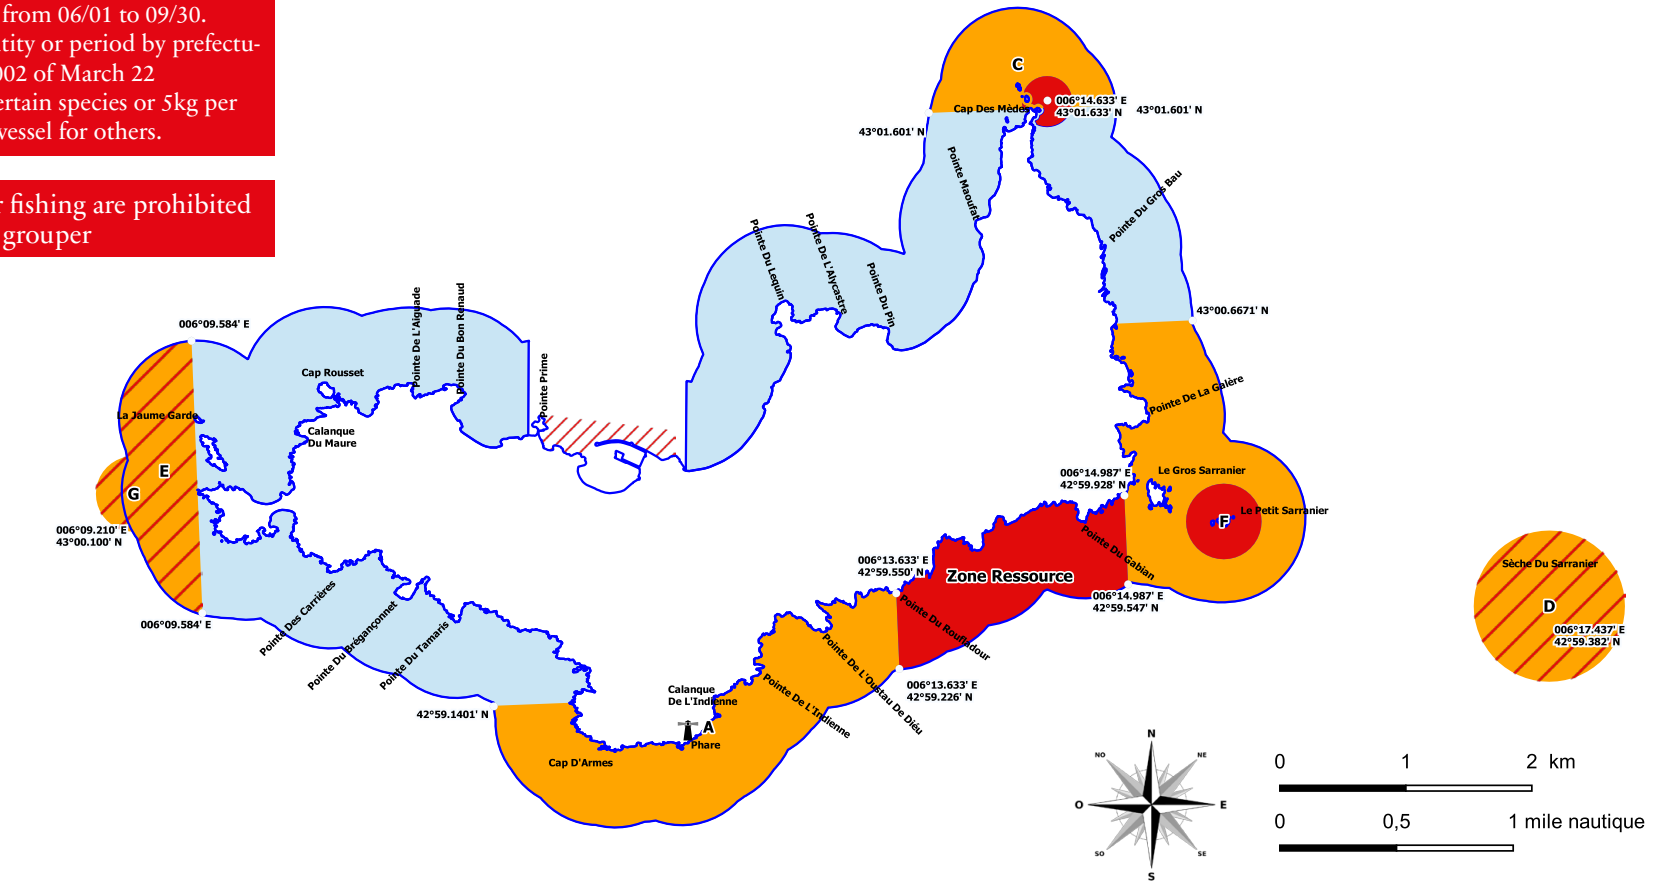 from 06/01 to 09/30.
tity or period by prefectu-
002 of March 22
ertain species or 5kg per
vessel for others.
r fishing are prohibited
grouper
C
006°14.633' E
43°01.633' N
43°01.601' N
Cap Des Mèdes
43°01.601' N
Pointe Maoufat
Pointe Du Gros Bau
Pointe Du Lequin
Pointe De L'Alycastre
Pointe Du Pin
43°00.6671' N
006°09.584' E
Pointe De L'Aiguade
Pointe Du Bon Renaud
Pointe Prime
Cap Rousset
La Jaume Garde
Calanque
Du Maure
Pointe De La Galère
E
G
006°09.210' E
43°00.100' N
006°14.987' E
42°59.928' N
Le Gros Sarranier
Le Petit Sarranier
F
Pointe Du Gabian
006°13.633' E
42°59.550' N
Zone Ressource
006°14.987' E
42°59.547' N
Sèche Du Sarranier
D
006°17.437' E
42°59.382' N
006°09.584' E
Pointe Des Carrières
Pointe Du Brégançonnet
Pointe Du Tamaris
Pointe Du Roufladour
Pointe De L'Oustau De Diéu
Pointe De L'Indienne
006°13.633' E
42°59.226' N
42°59.1401' N
Calanque
De L'Indienne
A
Phare
Cap D'Armes
N
NO
NE
O
E
SO
SE
S
0 1 2 km
0 0,5 1 mile nautique